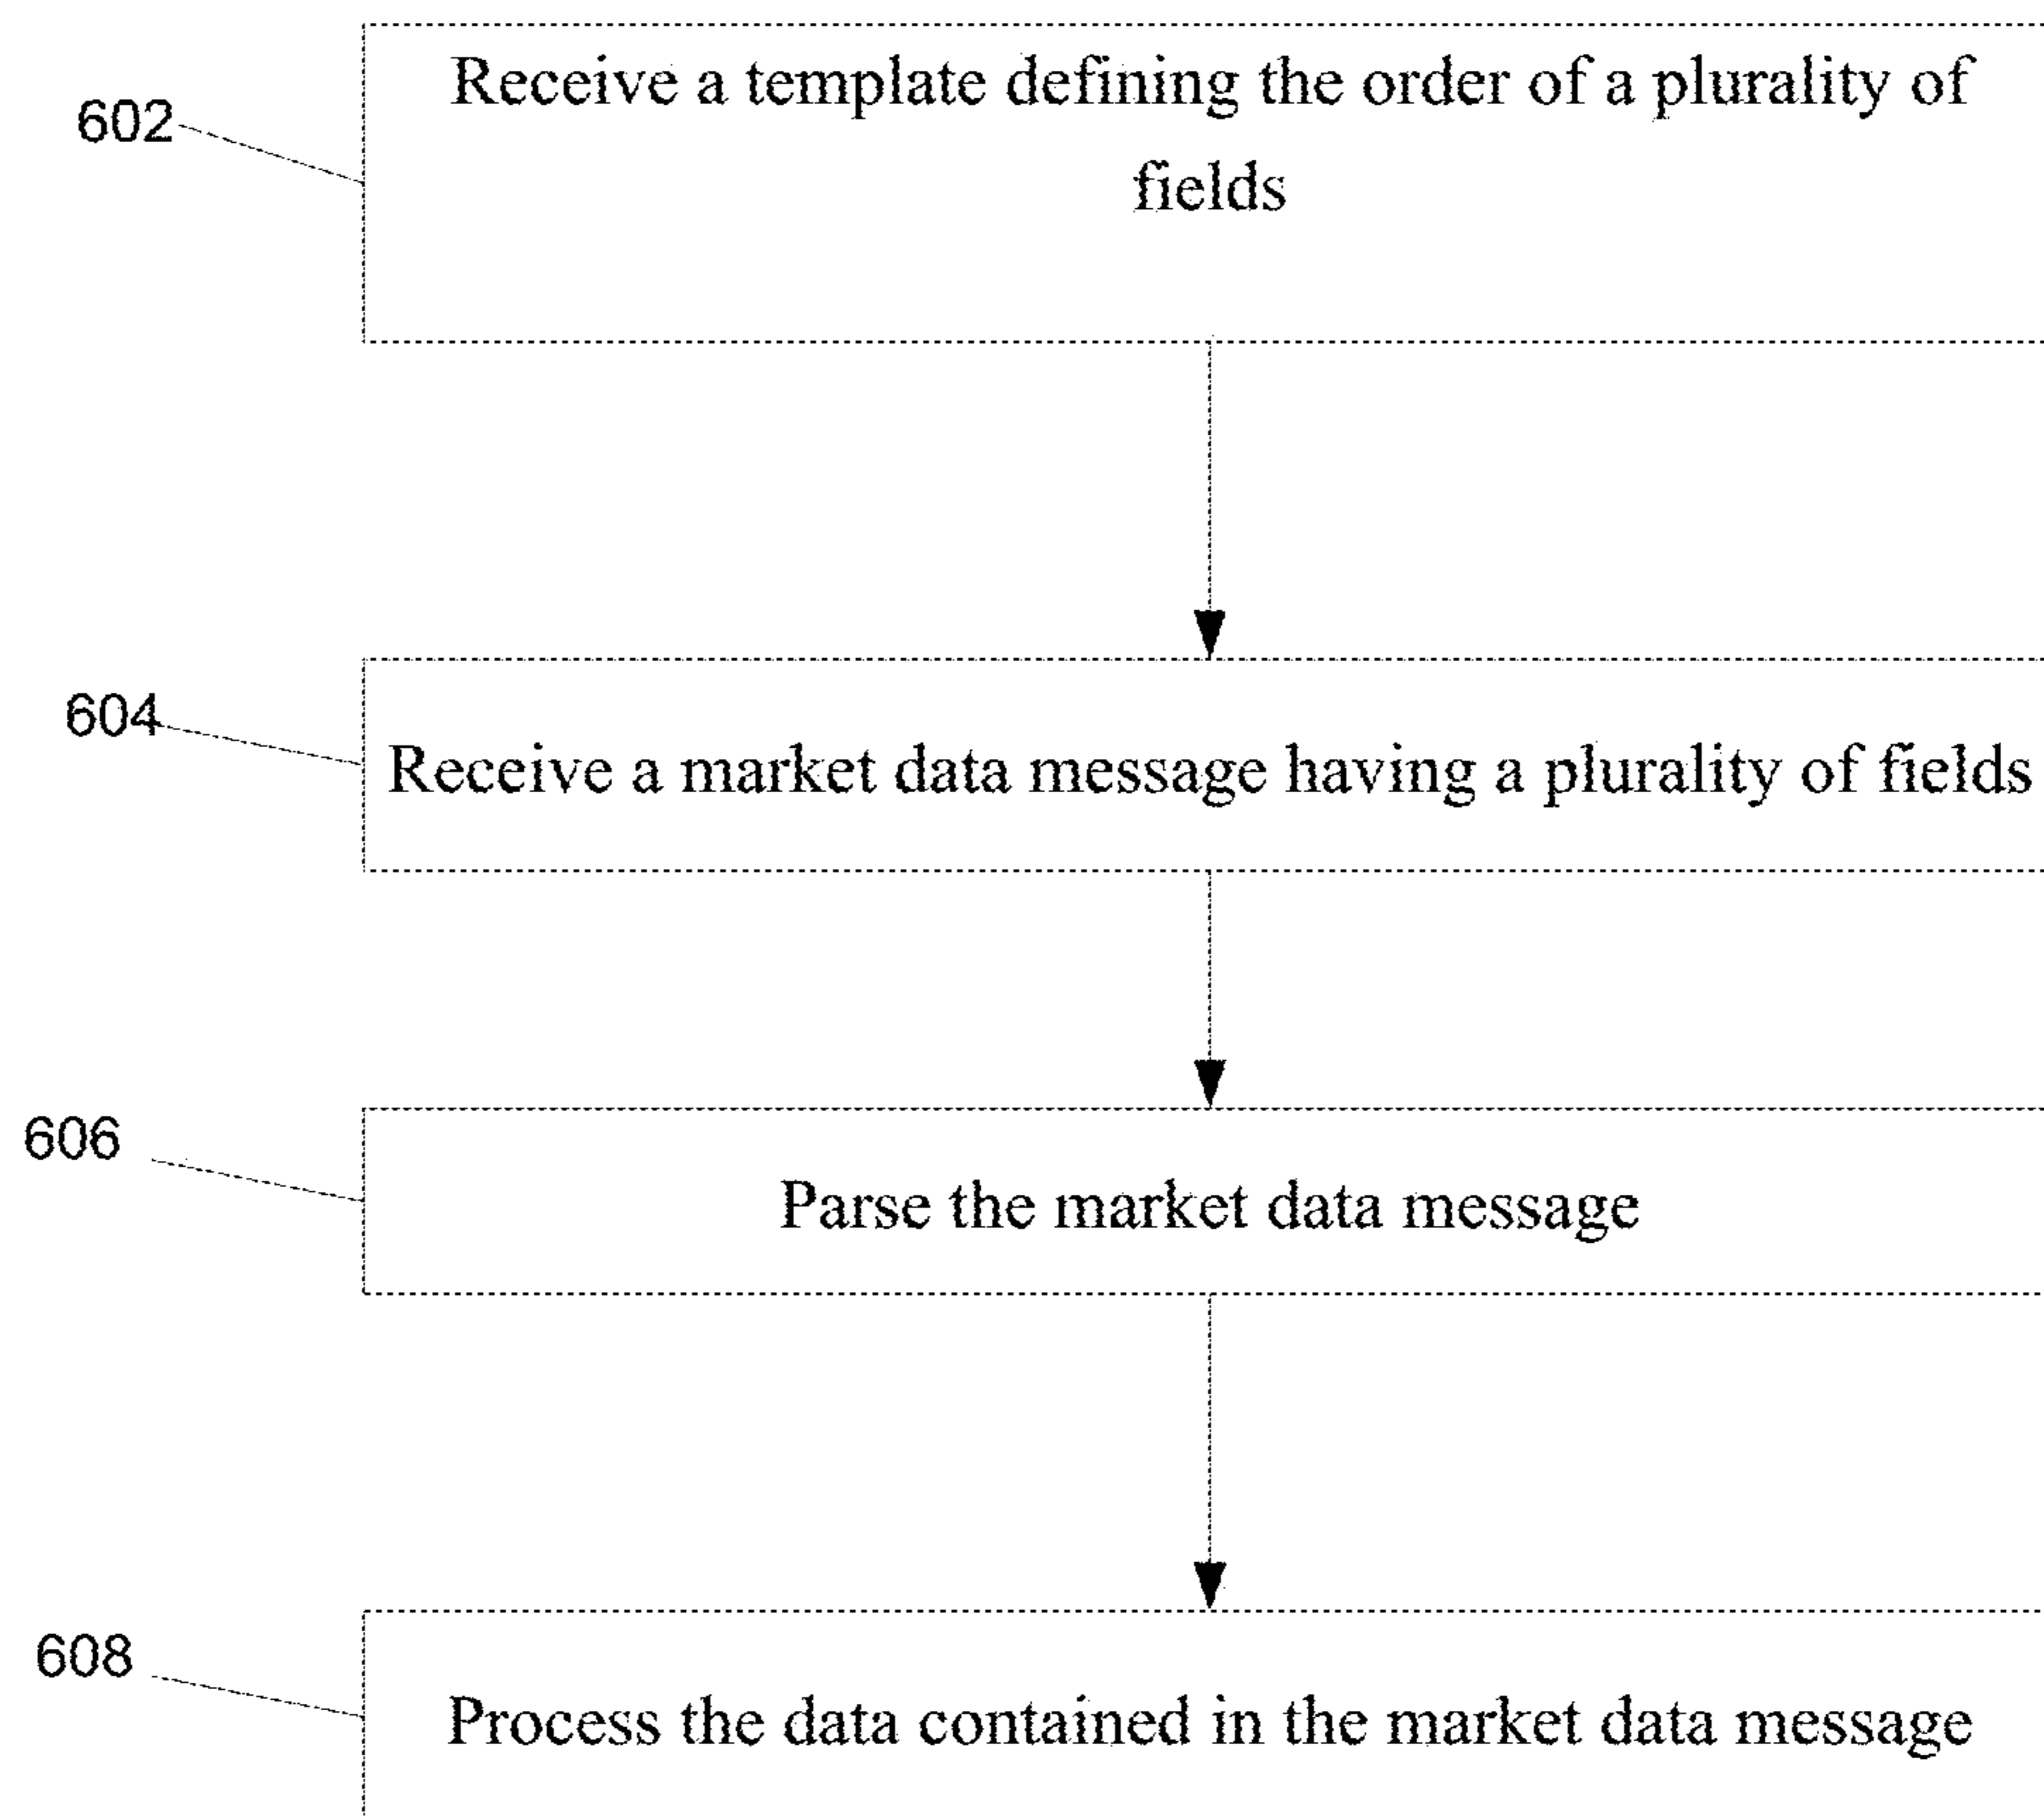 602
Receive a template defining the order of a plurality of
fields
604
Receive a market data message having a plurality of fields
606
Parse the market data message
608
Process the data contained in the market data message